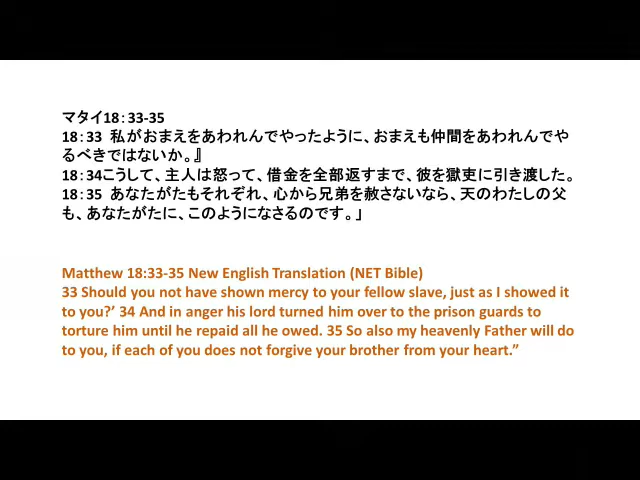 マタイ18：33-35
18：33  私がおまえをあわれんでやったように、おまえも仲間をあわれんでや
るべきではないか。』
18：34こうして、主人は怒って、借金を全部返すまで、彼を獄吏に引き渡した。
18：35  あなたがたもそれぞれ、心から兄弟を赦さないなら、天のわたしの父
も、あなたがたに、このようになさるのです。」
Matthew 18:33-35 New English Translation (NET Bible)
33 Should you not have shown mercy to your fellow slave, just as I showed it
to you?’ 34 And in anger his lord turned him over to the prison guards to
torture him until he repaid all he owed. 35 So also my heavenly Father will do
to you, if each of you does not forgive your brother from your heart.”